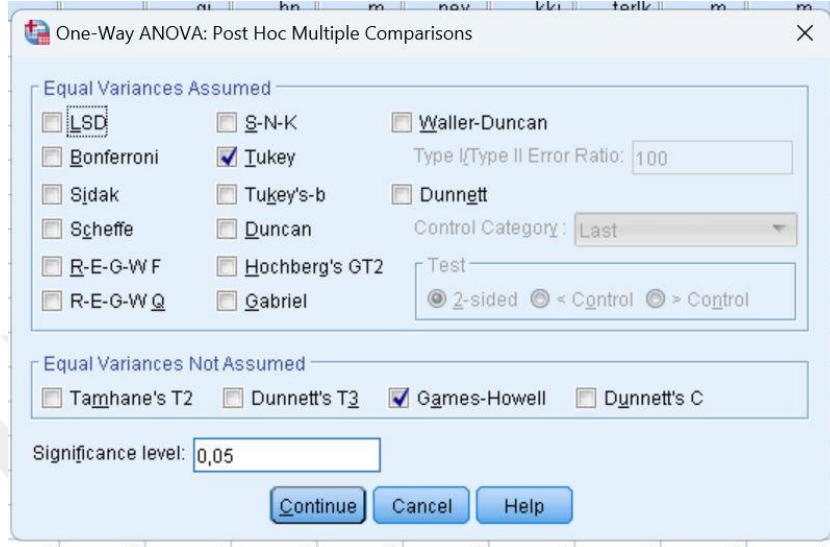 One-Way ANOVA: Post Hoc Multiple Comparisons
Equal Variances Assumed
LSD
S-N-K
Waller-Duncan
Bonferroni
Tukey
Type I/Type II Error Ratio: 100
Sidak
Tukey's-b
Dunnett
Scheffe
Duncan
Control Category : Last
R-E-G-W F
Hochberg's GT2
Test
R-E-G-W Q
Gabriel
2-sided < Control > Control
Equal Variances Not Assumed
Tamhane's T2 Dunnett's T3 Games-Howell Dunnett's C
Significance level: 0,05
Continue Cancel Help